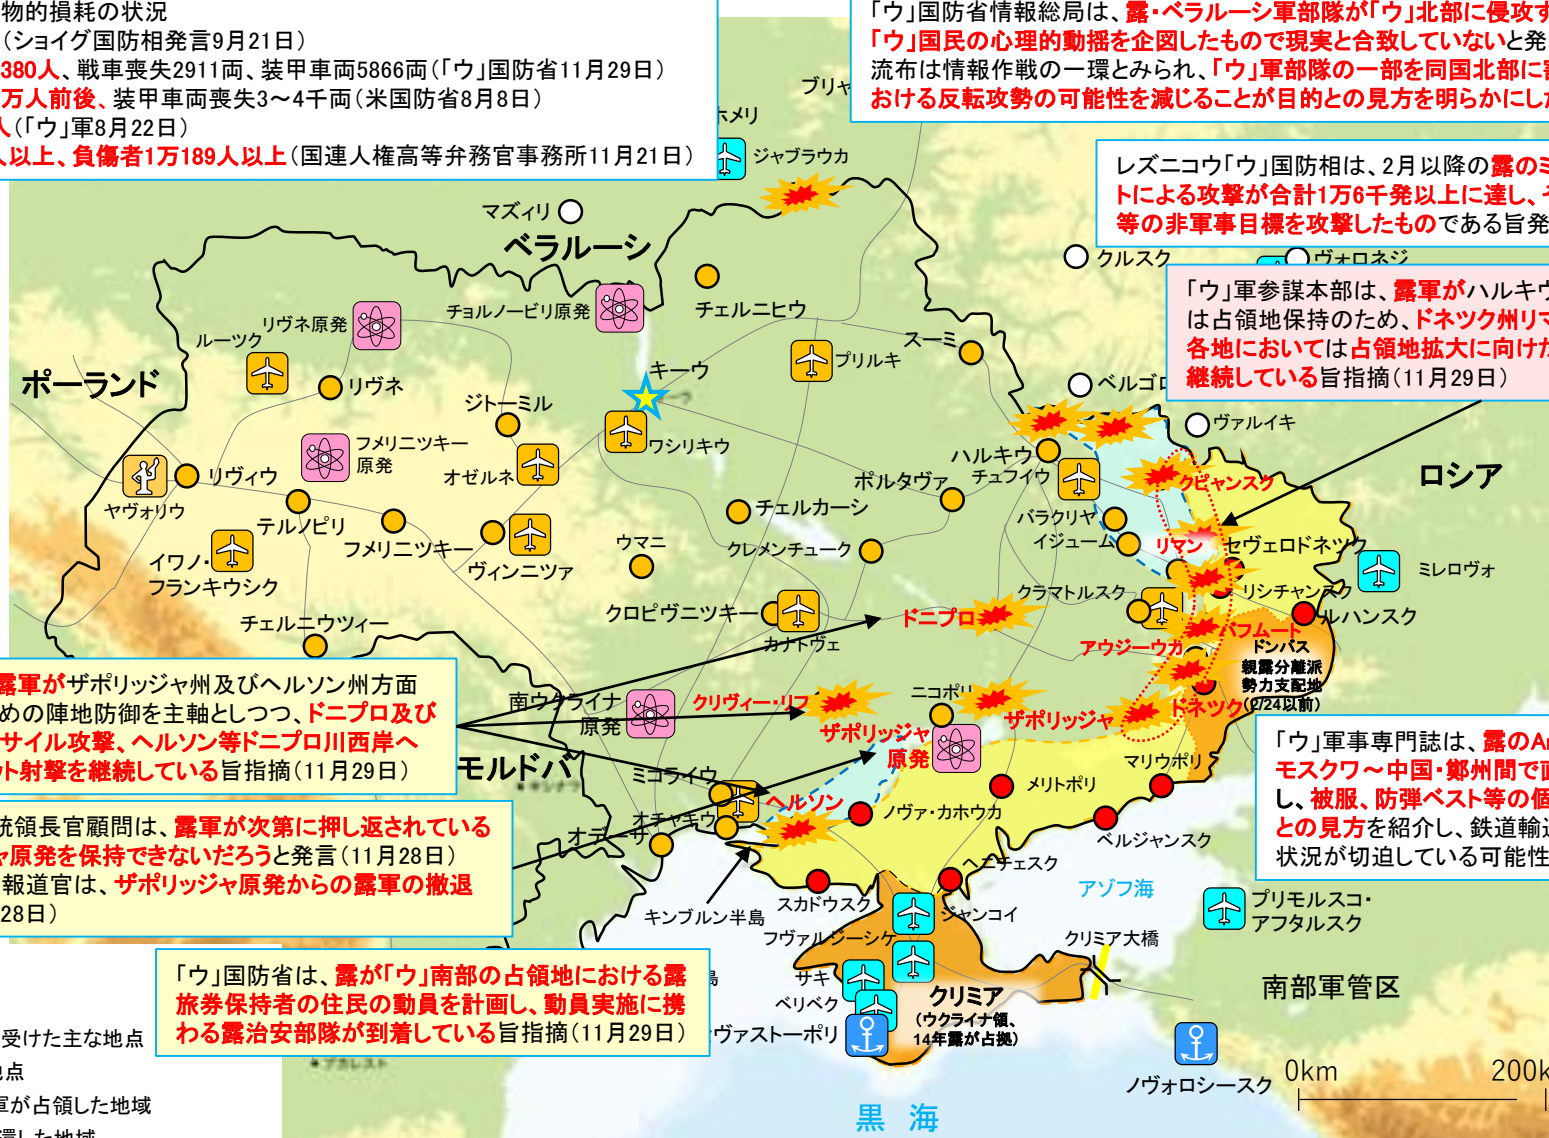 物的損耗の状況
(ショイグ国防相発言9月21日)
380人、戦車喪失2911両、装甲車両5866両(「ウ」国防省11月29日)
万人前後、装甲車両喪失3～4千両(米国防省8月8日)
人(「ウ」軍8月22日)
人以上、負傷者1万189人以上(国連人権高等弁務官事務所11月21日)
「ウ」国防省情報総局は、露・ベラルーシ軍部隊が「ウ」北部に侵攻す
「ウ」国民の心理的動揺を企図したもので現実と合致していないと発
流布は情報作戦の一環とみられ、「ウ」軍部隊の一部を同国北部に割
おける反転攻勢の可能性を減じることが目的との見方を明らかにした
レズニコウ「ウ」国防相は、2月以降の露のミ
トによる攻撃が合計1万6千発以上に達し、そ
等の非軍事目標を攻撃したものである旨発
「ウ」軍参謀本部は、露軍がハルキウ
は占領地保持のため、ドネツク州リマ
各地においては占領地拡大に向けた
継続している旨指摘(11月29日)
ブリャ
ホメリ
ジャブラウカ
マズィリ
ベラルーシ
クルスク
ヴォロネジ
チョルノービリ原発
チェルニヒウ
リヴネ原発
ルーツク
スーミ
プリルキ
キーウ
ポーランド
リヴネ
ジトーミル
ベルゴロ
ヴァルイキ
ワシリキウ
フメリニツキー
原発
ハルキウ
チュフイウ
ロシア
リヴィウ
オゼルネ
ポルタヴァ
クピャンスク
ヤヴォリウ
テルノピリ
チェルカーシ
バラクリヤ
フメリニツキー
ウマニ
クレメンチューク
イジューム
リマン
セヴェロドネツク
イワノ・
フランキウシク
ヴィンニツァ
ミレロヴォ
クロピヴニツキー
クラマトルスク
リシチャンスク
ドニプロ
ルハンスク
チェルニウツィー
カナトヴェ
バフムート
アウジーウカ
ドンバス
親露分離派
勢力支配地
(2/24以前)
露軍がザポリッジャ州及びヘルソン州方面
めの陣地防御を主軸としつつ、ドニプロ及び
サイル攻撃、ヘルソン等ドニプロ川西岸へ
ット射撃を継続している旨指摘(11月29日)
南ウクライナ
原発
クリヴィー・リフ
ニコポリ
ザポリッジャ
ドネツク
ザポリッジャ
原発
「ウ」軍事専門誌は、露のA
モスクワ～中国・鄭州間で直
し、被服、防弾ベスト等の個
との見方を紹介し、鉄道輸送
状況が切迫している可能性
モルドバ
ミコライウ
マリウポリ
メリトポリ
ヘルソン
ノヴァ・カホウカ
オチャキウ
オデーサ
ベルジャンスク
統領長官顧問は、露軍が次第に押し返されている
ャ原発を保持できないだろうと発言(11月28日)
報道官は、ザポリッジャ原発からの露軍の撤退
28日)
ヘニチェスク
アゾフ海
プリモルスコ・
アフタルスク
スカドウスク
キンブルン半島
ジャンコイ
フヴァルジーシケ
クリミア大橋
「ウ」国防省は、露が「ウ」南部の占領地における露
旅券保持者の住民の動員を計画し、動員実施に携
わる露治安部隊が到着している旨指摘(11月29日)
島
サキ
南部軍管区
ベリベク
クリミア
(ウクライナ領、
14年露が占拠)
ヴァストーポリ
受けた主な地点
地点
軍が占領した地域
還した地域
ブカレスト
ノヴォロシースク
0km
200k
黒 海